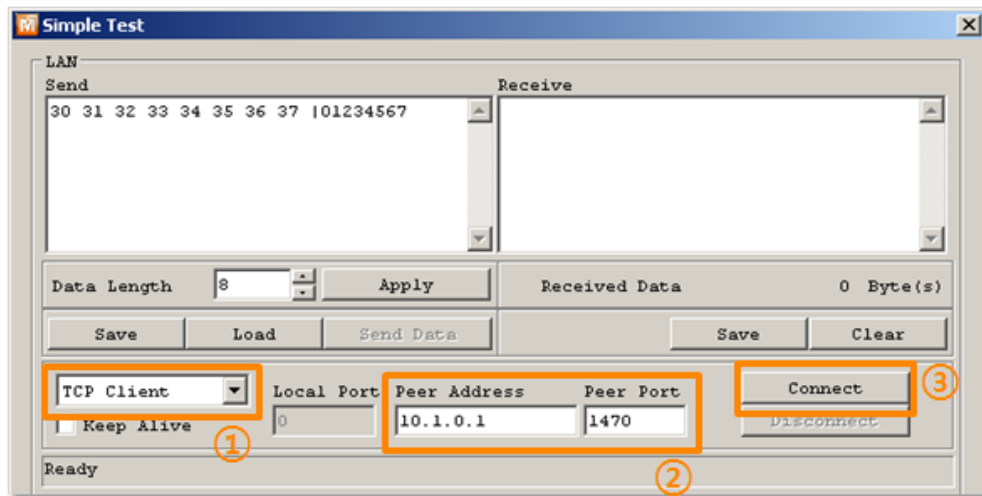 Simple Test
LAN
Send
Receive
30 31 32 33 34 35 36 37 |01234567
Data Length 8 Apply
Received Data 0 Byte(s)
Save Load Send Data
Save Clear
TCP Client
Local Port Peer Address Peer Port
Connect ③
Keep Alive
①
0 10.1.0.1 1470
Disconnect
②
Ready